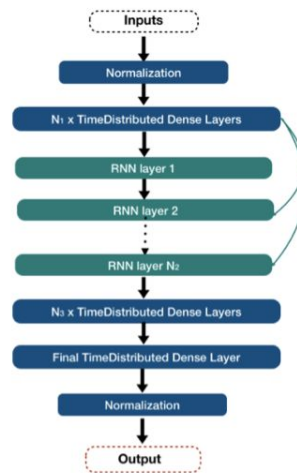 Inputs
Normalization
N₁ x TimeDistributed Dense Layers
RNN layer 1
RNN layer 2
RNN layer N₂
N₃ x TimeDistributed Dense Layers
Final TimeDistributed Dense Layer
Normalization
Output